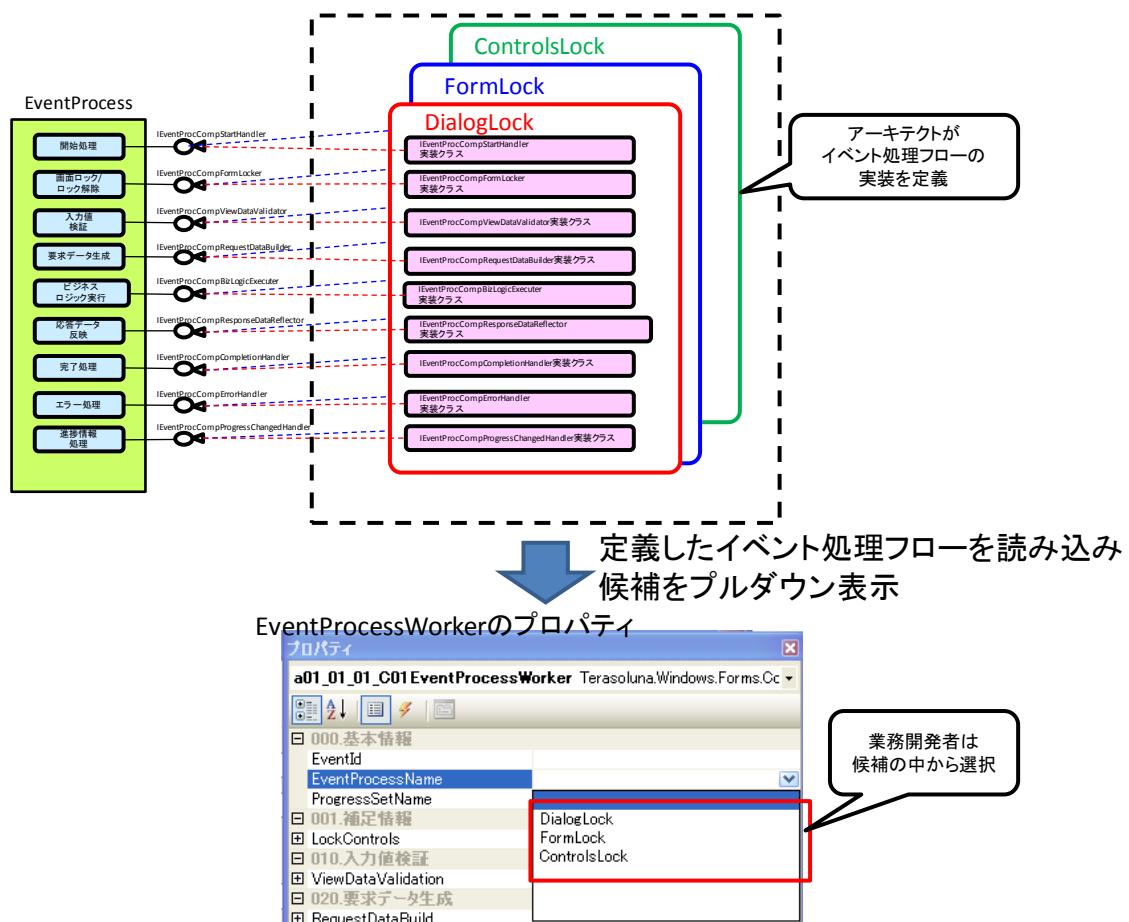 ControlsLock
FormLock
DialogLock
EventProcess
開始処理
画面ロック/
ロック解除
入力値
検証
要求データ生成
ビジネス
ロジック実行
応答データ
反映
完了処理
エラー処理
進捗情報
処理
IEventProcCompStartHandler
IEventProcCompFormLocker
IEventProcCompViewDataValidator
IEventProcCompRequestDataBuilder
IEventProcCompBizLogicExecuter
IEventProcCompResponseDataReflector
IEventProcCompCompletionHandler
IEventProcCompErrorHandler
IEventProcCompProgressChangedHandler
IEventProcCompStartHandler
実装クラス
IEventProcCompFormLocker
実装クラス
IEventProcCompViewDataValidator実装クラス
IEventProcCompRequestDataBuilder実装クラス
IEventProcCompBizLogicExecuter
実装クラス
IEventProcCompResponseDataReflector
実装クラス
IEventProcCompCompletionHandler実装クラス
IEventProcCompErrorHandler
実装クラス
IEventProcCompProgressChangedHandler実装クラス
アーキテクトが
イベント処理フローの
実装を定義
定義したイベント処理フローを読み込み
候補をプルダウン表示
EventProcessWorkerのプロパティ
プロパティ
a01_01_01_C01EventProcessWorker Terasoluna.Windows.Forms.Cc
000.基本情報
EventId
EventProcessName
ProgressSetName
001.補足情報
LockControls
010.入力値検証
ViewDataValidation
020.要求データ生成
RequestDataBuild
DialogLock
FormLock
ControlsLock
業務開発者は
候補の中から選択